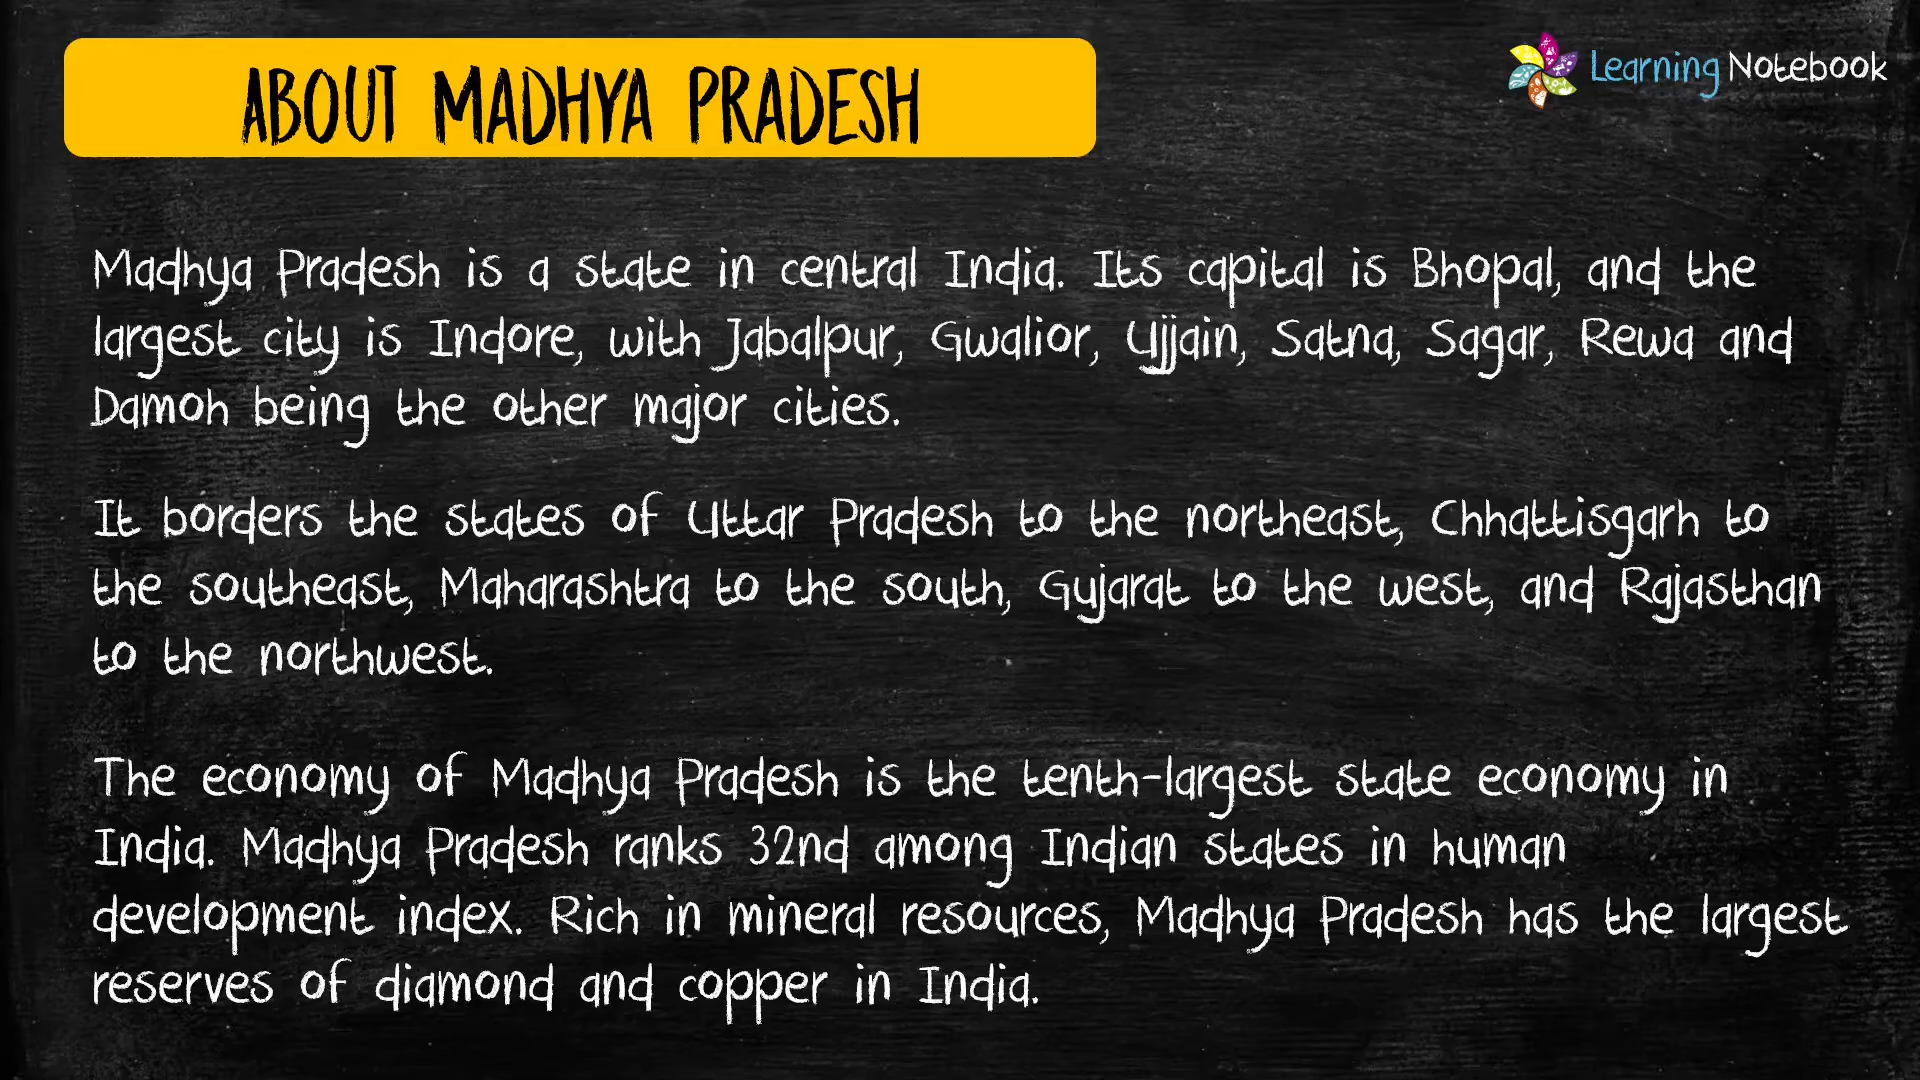 ABOUT MADHYA PRADESH
Learning Notebook
Madhya Pradesh is a state in central India. Its capital is Bhopal, and the
largest city is Indore, with Jabalpur, Gwalior, Ujjain, Satna, Sagar, Rewa and
Damoh being the other major cities.
It borders the states of Uttar Pradesh to the northeast, Chhattisgarh to
the southeast, Maharashtra to the south, Gujarat to the west, and Rajasthan
to the northwest.
The economy of Madhya Pradesh is the tenth-largest state economy in
India. Madhya Pradesh ranks 32nd among Indian states in human
development index. Rich in mineral resources, Madhya Pradesh has the largest
reserves of diamond and copper in India.